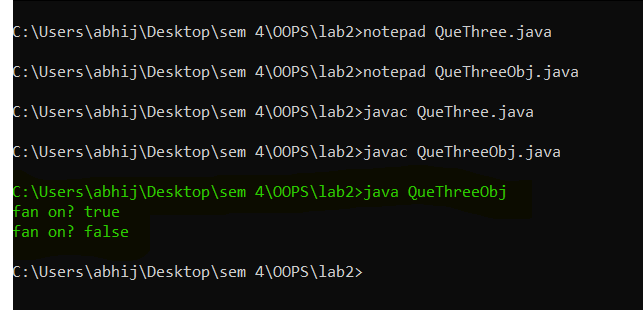 C:\Users\abhij\Desktop\sem 4\OOPS\lab2>notepad QueThree.java
C:\Users\abhij\Desktop\sem 4\OOPS\lab2>notepad QueThreeObj.java
C:\Users\abhij\Desktop\sem 4\OOPS\lab2>javac QueThree.java
C:\Users\abhij\Desktop\sem 4\OOPS\lab2>javac QueThreeObj.java
C:\Users\abhij\Desktop\sem 4\OOPS\lab2>java QueThreeObj
fan on? true
fan on? false
C:\Users\abhij\Desktop\sem 4\OOPS\lab2>